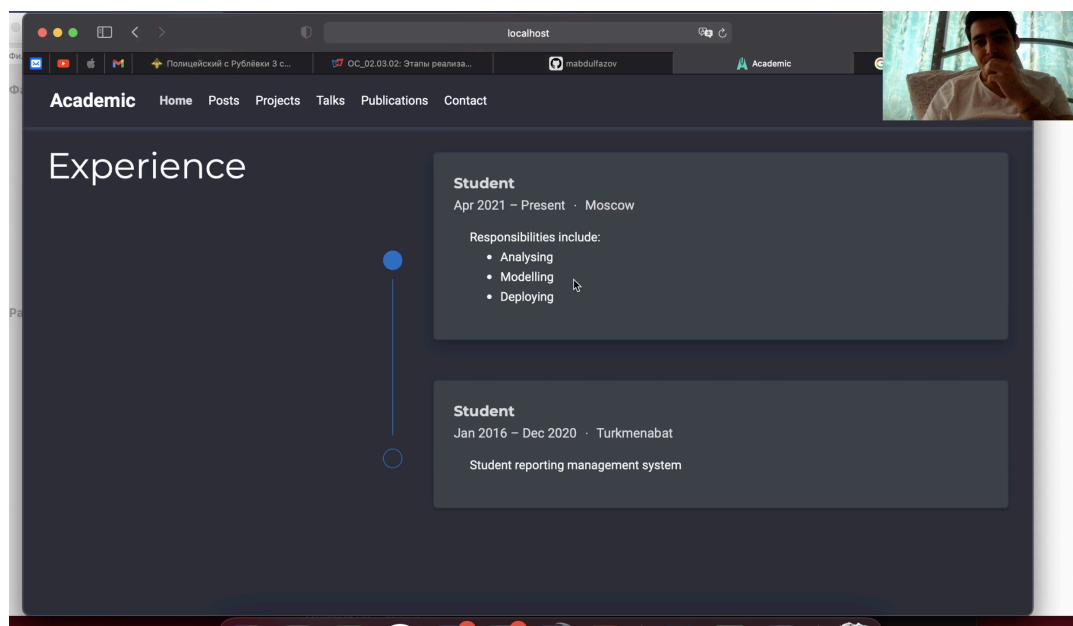 localhost
Полицейский с Рублёвки 3 с...
ОС_02.03.02: Этапы реализа...
mabdulfazov
Academic
Academic Home Posts Projects Talks Publications Contact
Experience
Student
Apr 2021 – Present · Moscow
Responsibilities include:
• Analysing
• Modelling
• Deploying
Student
Jan 2016 – Dec 2020 · Turkmenabat
Student reporting management system